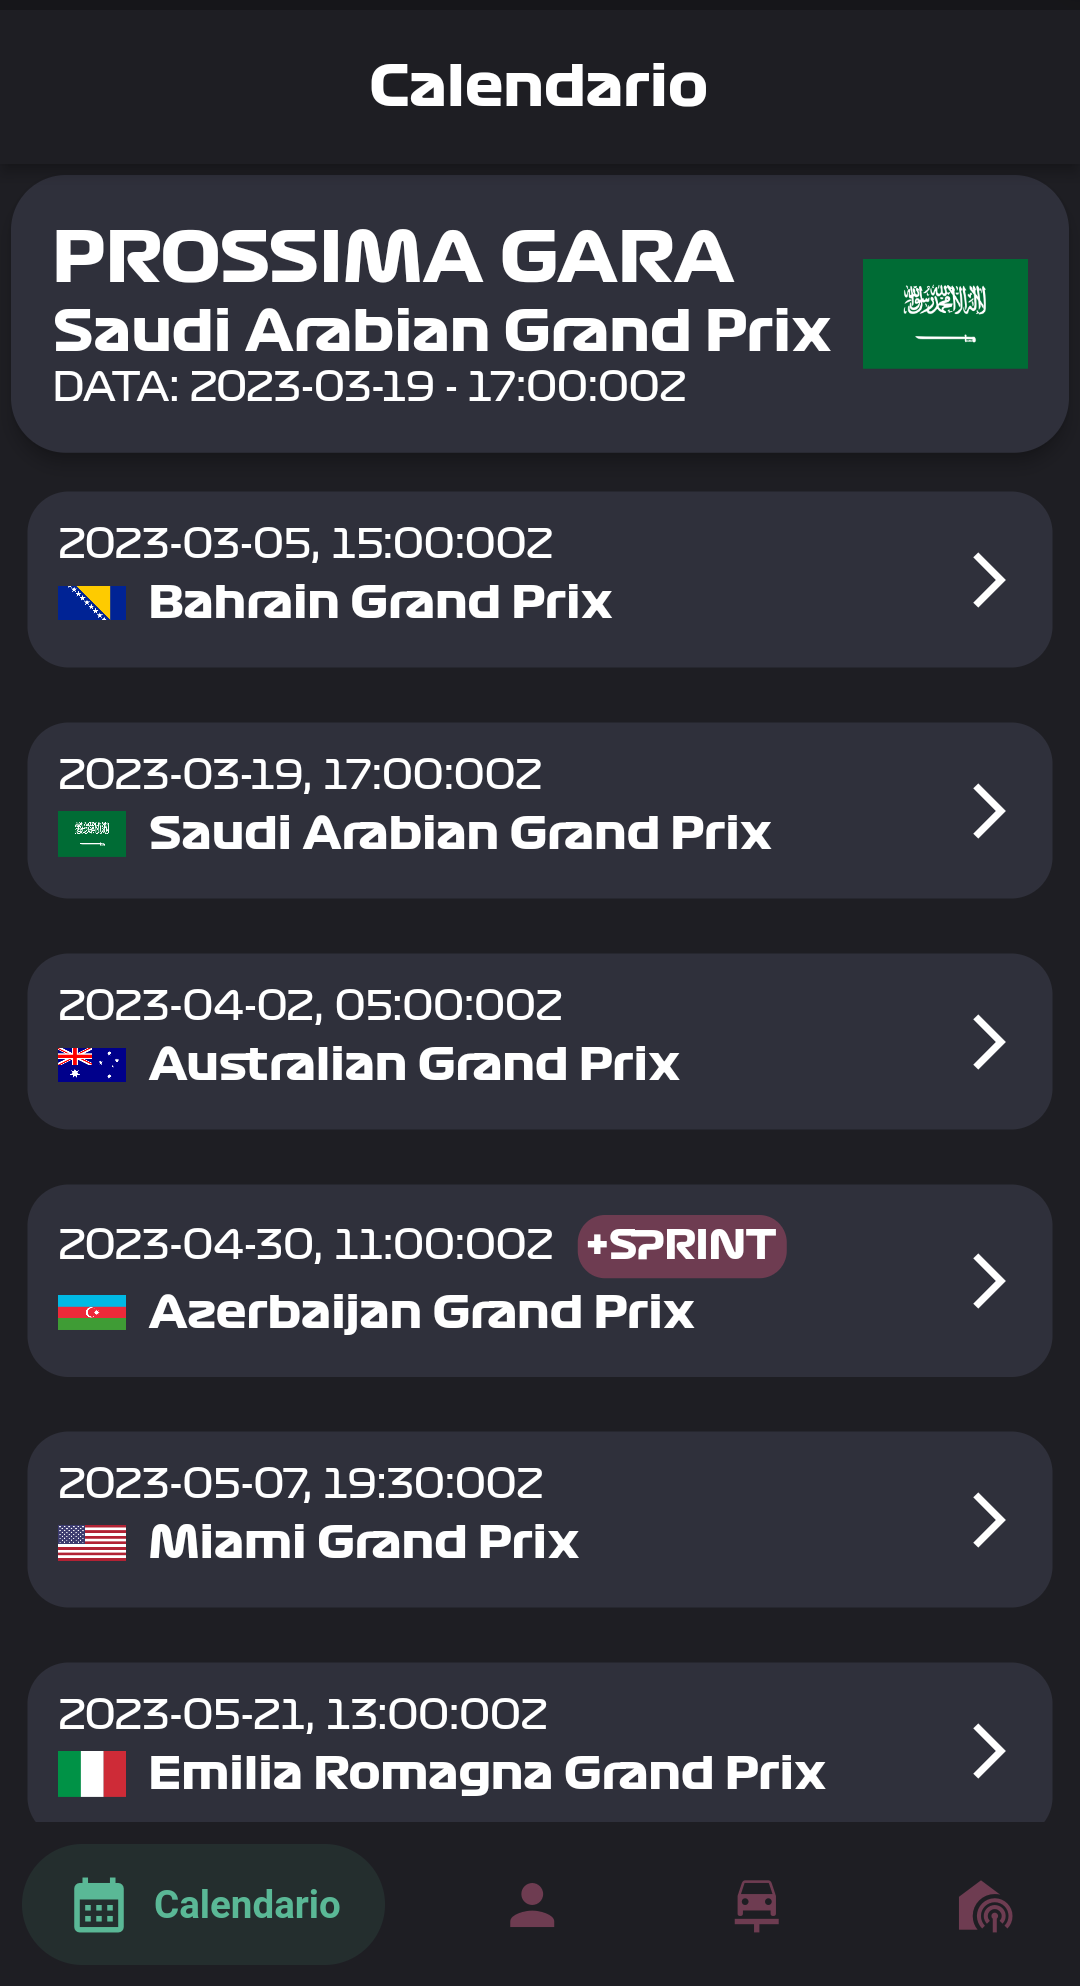 Calendario
PROSSIMA GARA
Saudi Arabian Grand Prix
DATA: 2023-03-19 - 17:00:00Z
2023-03-05, 15:00:00Z
Bahrain Grand Prix
2023-03-19, 17:00:00Z
Saudi Arabian Grand Prix
2023-04-02, 05:00:00Z
Australian Grand Prix
2023-04-30, 11:00:00Z +SPRINT
Azerbaijan Grand Prix
2023-05-07, 19:30:00Z
Miami Grand Prix
2023-05-21, 13:00:00Z
Emilia Romagna Grand Prix
Calendario